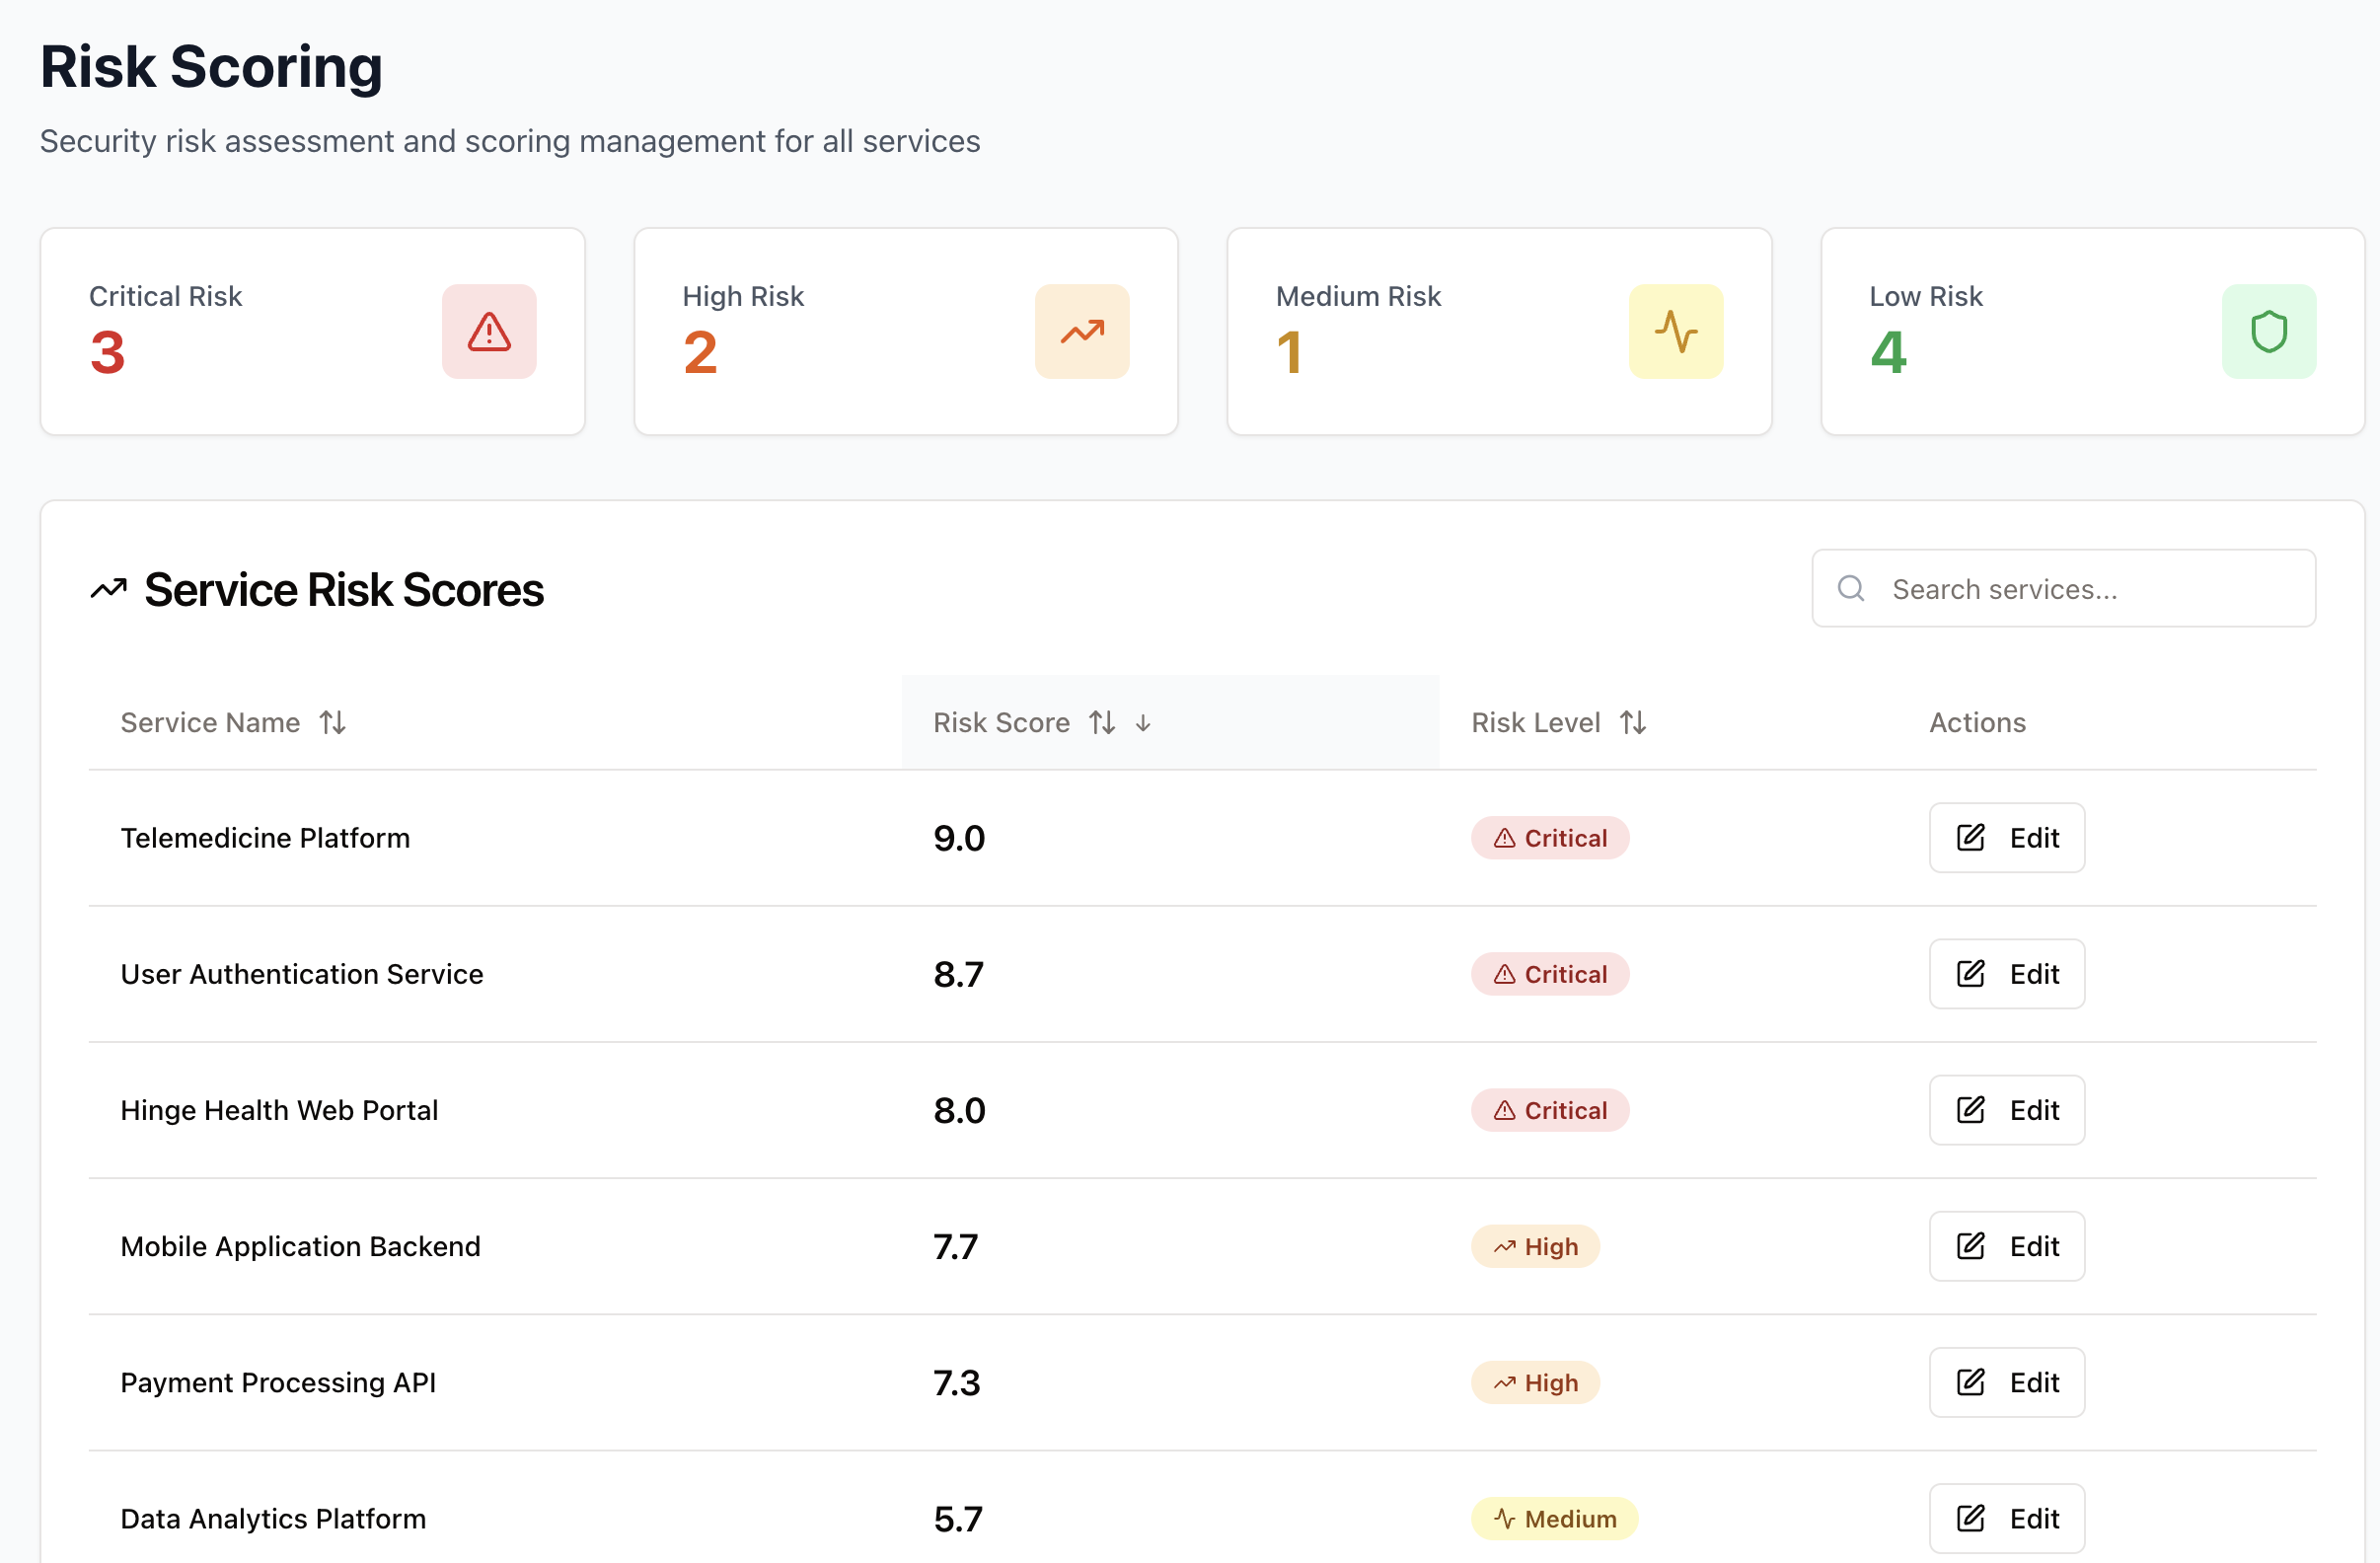 Risk Scoring
Security risk assessment and scoring management for all services
Critical Risk
3
High Risk
2
Medium Risk
1
Low Risk
4
Service Risk Scores
Search services...
Service Name Risk Score Risk Level Actions
Telemedicine Platform 9.0 Critical Edit
User Authentication Service 8.7 Critical Edit
Hinge Health Web Portal 8.0 Critical Edit
Mobile Application Backend 7.7 High Edit
Payment Processing API 7.3 High Edit
Data Analytics Platform 5.7 Medium Edit